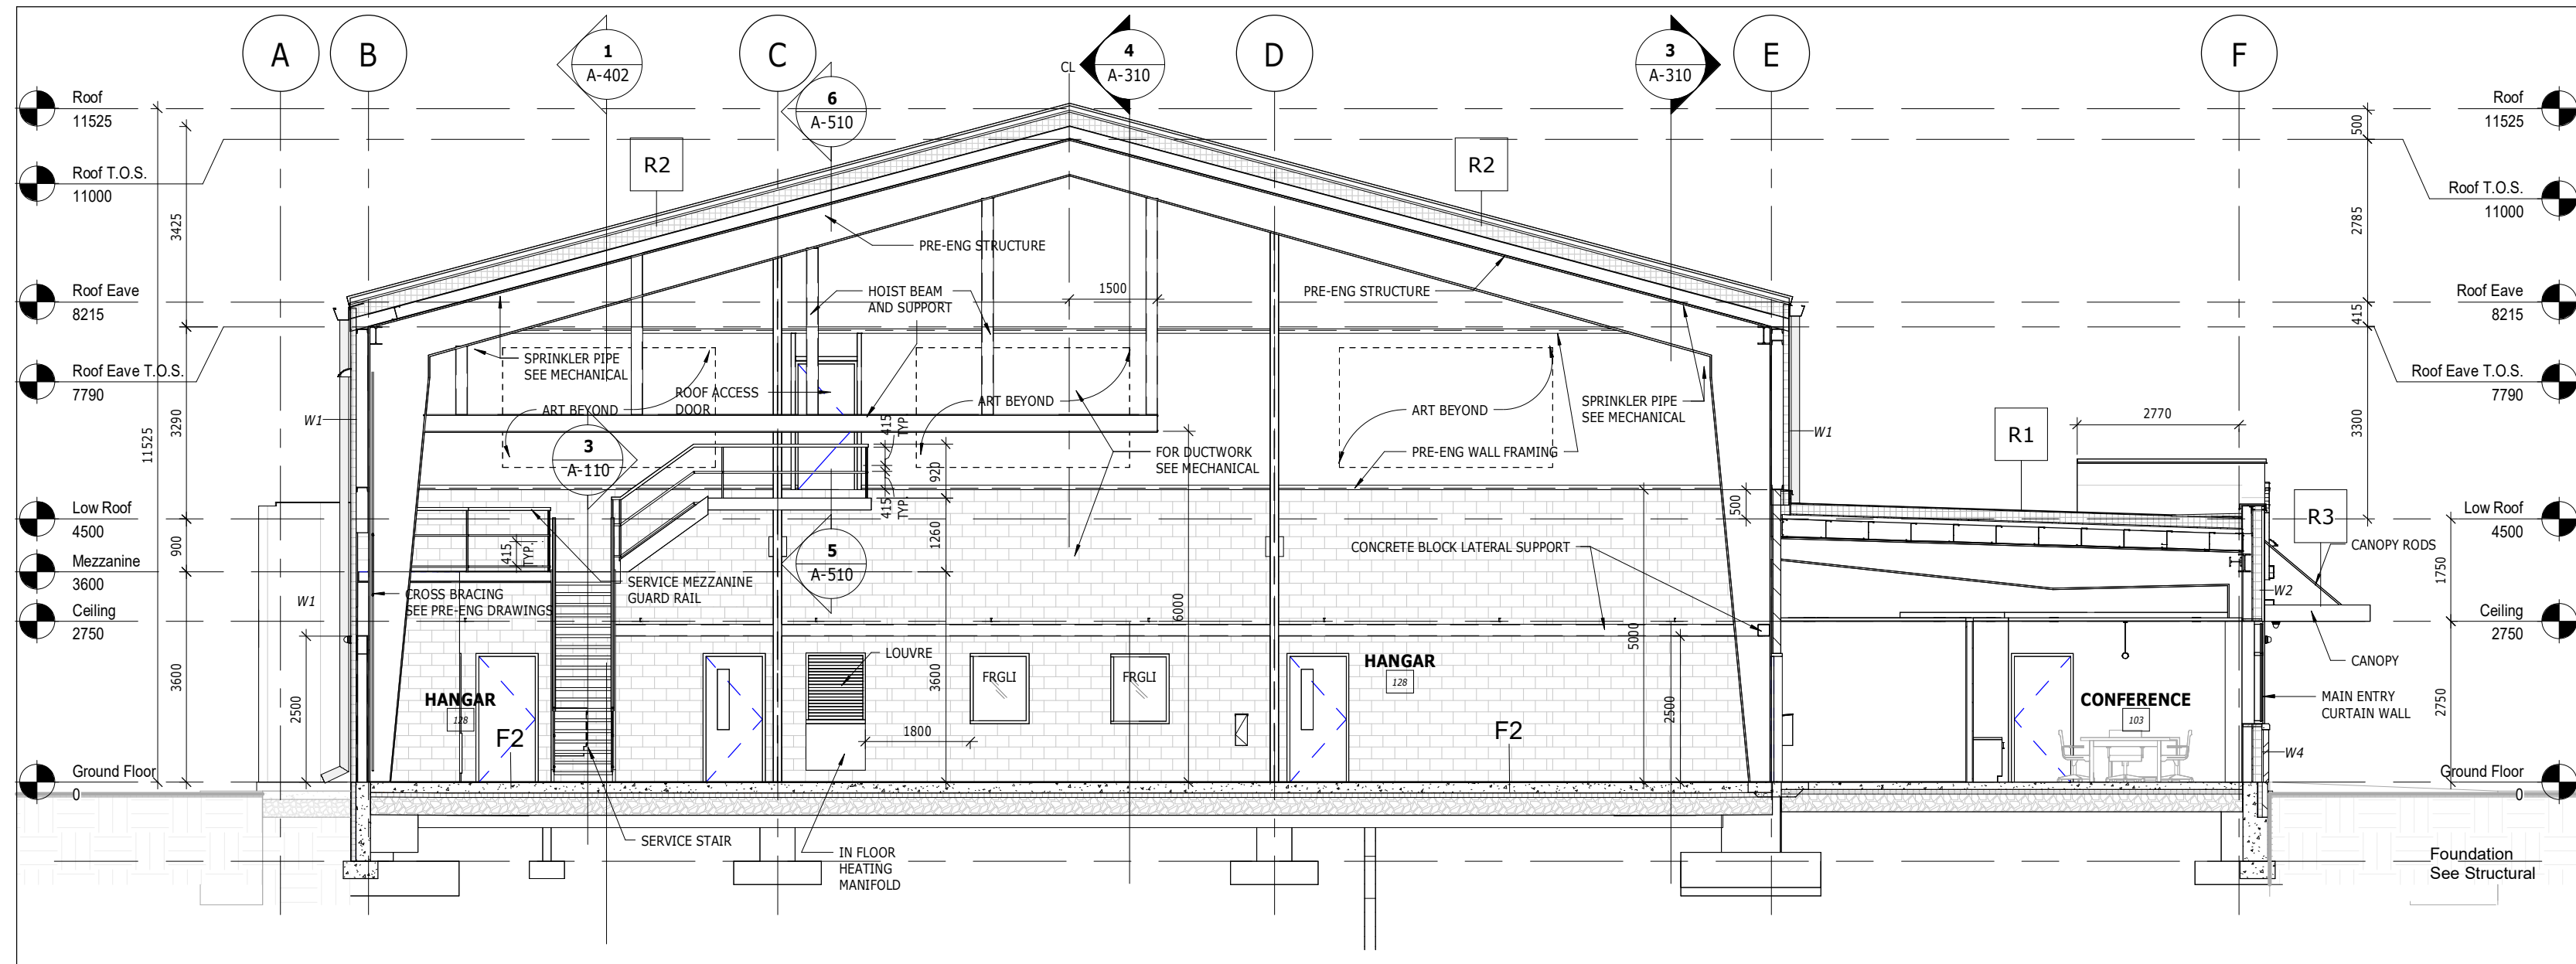 A
B
1
A-402
C
6
A-510
CL
4
A-310
D
3
A-310
E
F
Roof
11525
Roof T.O.S.
11000
Roof Eave
8215
Roof Eave T.O.S.
7790
Low Roof
4500
Mezzanine
3600
Ceiling
2750
Ground Floor
0
11525
3425
3290
900
3600
2500
W1
W1
R2
R2
PRE-ENG STRUCTURE
HOIST BEAM
AND SUPPORT
1500
PRE-ENG STRUCTURE
SPRINKLER PIPE
SEE MECHANICAL
ROOF ACCESS
DOOR
ART BEYOND
ART BEYOND
ART BEYOND
SPRINKLER PIPE
SEE MECHANICAL
3
A-110
415
TYP.
920
415
TYP.
1260
3600
FOR DUCTWORK
SEE MECHANICAL
PRE-ENG WALL FRAMING
W1
500
415
TYP.
5
A-510
CONCRETE BLOCK LATERAL SUPPORT
SERVICE MEZZANINE
GUARD RAIL
CROSS BRACING
SEE PRE-ENG DRAWINGS
6000
5000
2500
LOUVRE
FRGLI
FRGLI
HANGAR
128
HANGAR
128
F2
F2
1800
SERVICE STAIR
IN FLOOR
HEATING
MANIFOLD
R1
2770
R3
CANOPY RODS
W2
CANOPY
MAIN ENTRY
CURTAIN WALL
W4
CONFERENCE
103
500
2785
415
3300
1750
2750
Roof
11525
Roof T.O.S.
11000
Roof Eave
8215
Roof Eave T.O.S.
7790
Low Roof
4500
Ceiling
2750
Ground Floor
0
Foundation
See Structural